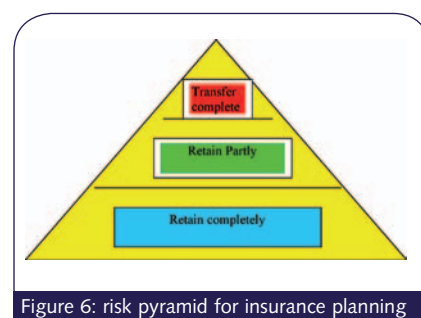 Transfer
complete
Retain Partly
Retain completely
Figure 6: risk pyramid for insurance planning